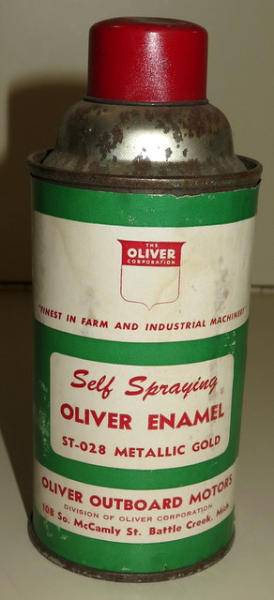 THE
OLIVER
CORPORATION
"FINEST IN FARM AND INDUSTRIAL MACHINERY"
Self Spraying
OLIVER ENAMEL
ST-028 METALLIC GOLD
OLIVER OUTBOARD MOTORS
DIVISION OF OLIVER CORPORATION
108 So. McCamly St. Battle Creek, Mich.